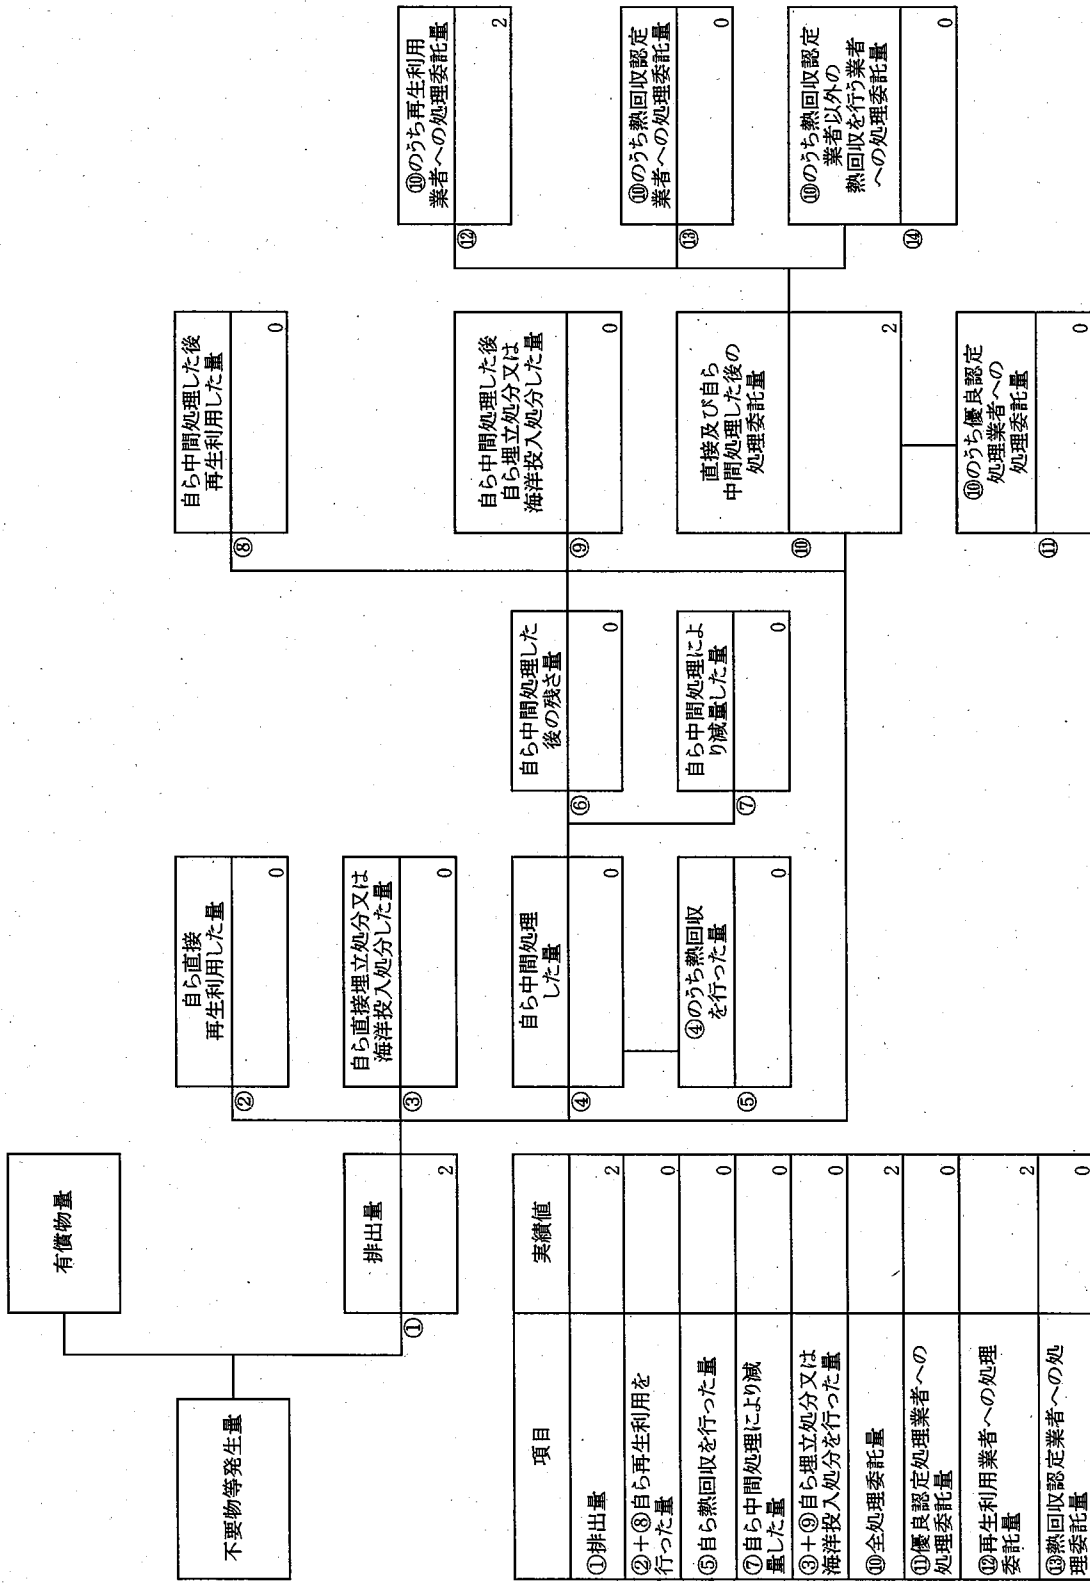 不要物等発生量
有償物量
排出量
①
2
自ら直接
再生利用した量
②
0
自ら直接埋立処分又は
海洋投入処分した量
③
0
自ら中間処理
した量
④
0
④のうち熱回収
を行った量
⑤
0
自ら中間処理した
後の残さ量
⑥
0
自ら中間処理によ
り減量した量
⑦
0
自ら中間処理した後
再生利用した量
⑧
0
自ら中間処理した後
自ら埋立処分又は
海洋投入処分した量
⑨
0
直接及び自ら
中間処理した後の
処理委託量
⑩
2
⑩のうち優良認定
処理業者への
処理委託量
⑪
0
⑩のうち再生利用
業者への処理委託量
⑫
2
⑩のうち熱回収認定
業者への処理委託量
⑬
0
⑩のうち熱回収認定
業者以外の
熱回収を行う業者
への処理委託量
⑭
0
項目 実績値
①排出量 2
②+⑧自ら再生利用を
行った量 0
⑤自ら熱回収を行った量 0
⑦自ら中間処理により減
量した量 0
③+⑨自ら埋立処分又は
海洋投入処分を行った量 0
⑩全処理委託量 2
⑪優良認定処理業者への
処理委託量 0
⑫再生利用業者への処理
委託量 2
⑬熱回収認定業者への処
理委託量 0